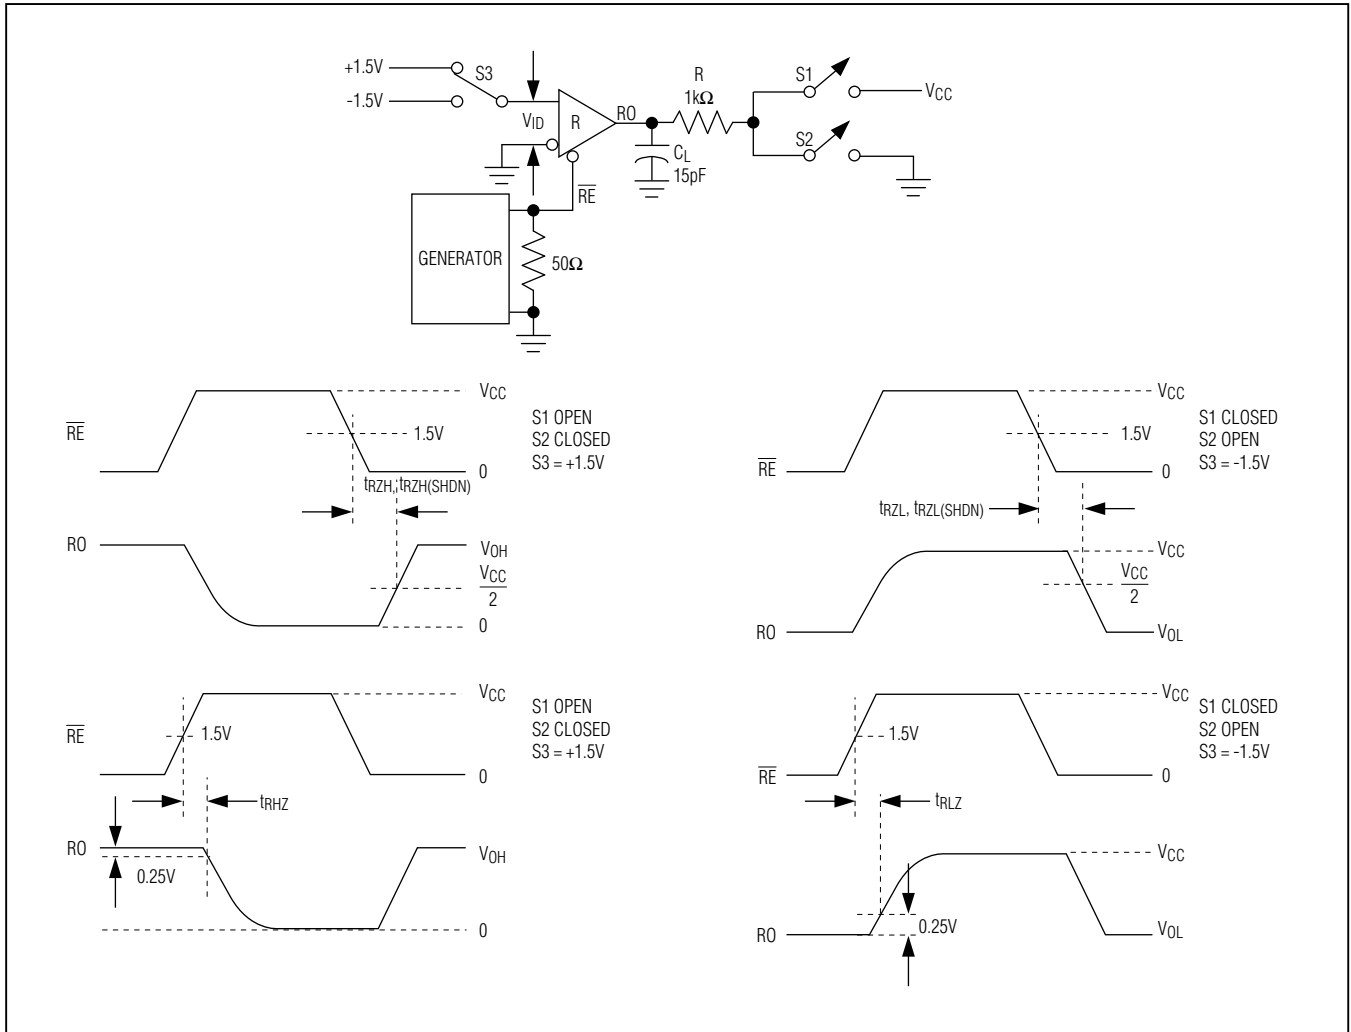 +1.5V
-1.5V
S3
VID
R
RO
R
1kΩ
CL
15pF
S1
VCC
S2
RE
GENERATOR
50Ω
RE
VCC
1.5V
0
S1 OPEN
S2 CLOSED
S3 = +1.5V
tRZH, tRZH(SHDN)
RO
VOH
VCC
2
0
RE
VCC
1.5V
0
S1 CLOSED
S2 OPEN
S3 = -1.5V
tRZL, tRZL(SHDN)
RO
VCC
VCC
2
VOL
RE
VCC
1.5V
0
S1 OPEN
S2 CLOSED
S3 = +1.5V
tRHZ
RO
0.25V
VOH
0
RE
VCC
1.5V
0
S1 CLOSED
S2 OPEN
S3 = -1.5V
tRLZ
RO
VCC
0.25V
VOL